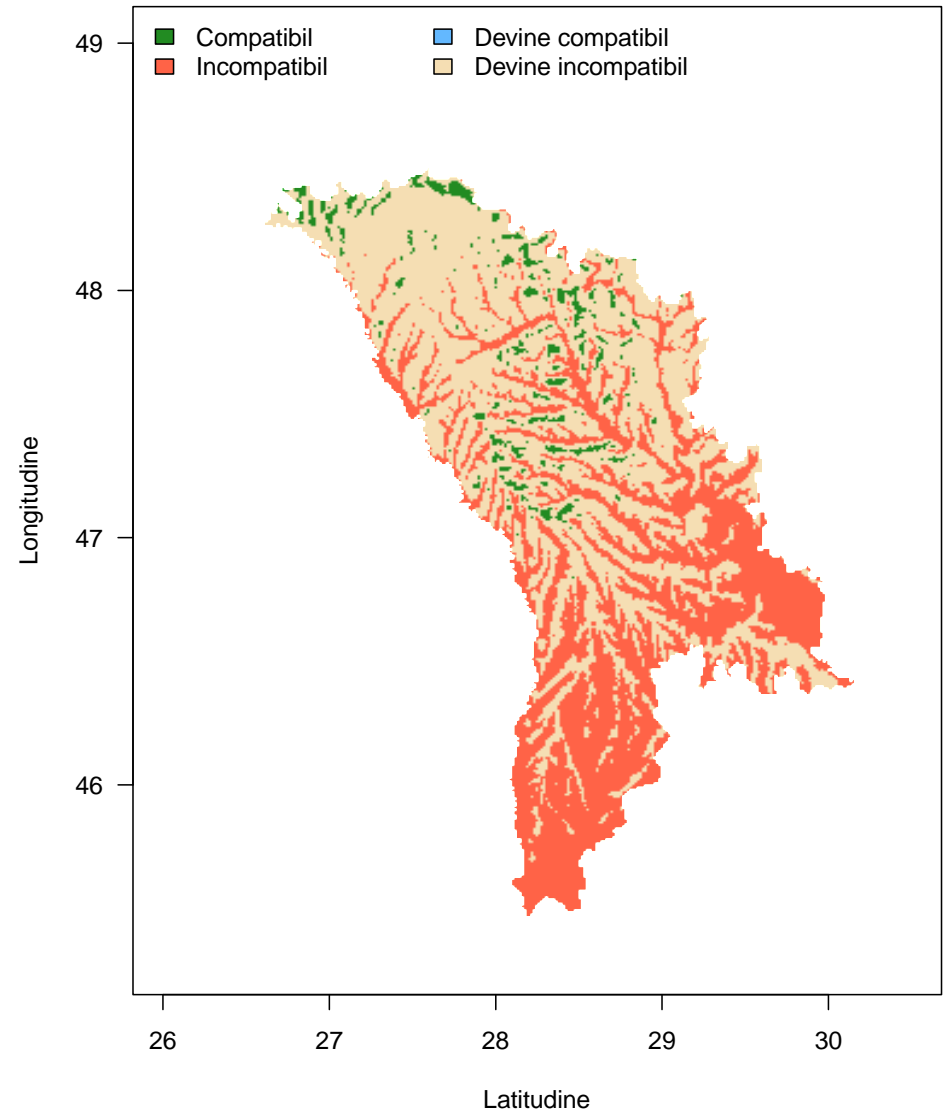 Compatibil Devine compatibil
Incompatibil Devine incompatibil
49
48
47
46
Longitudine
26 27 28 29 30
Latitudine